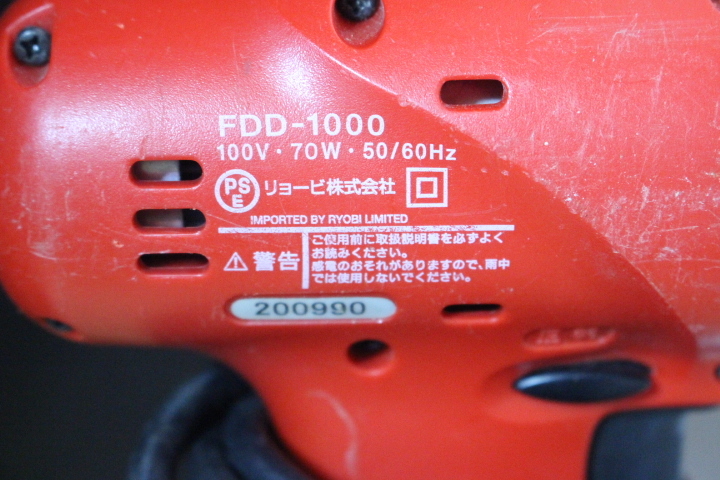 FDD-1000
100V・70W・50/60Hz
PSE リョービ株式会社
IMPORTED BY RYOBI LIMITED
警告
ご使用前に取扱説明書を必ずよく
お読みください。
感電のおそれがありますので、雨中
では使用しないでください。
200990